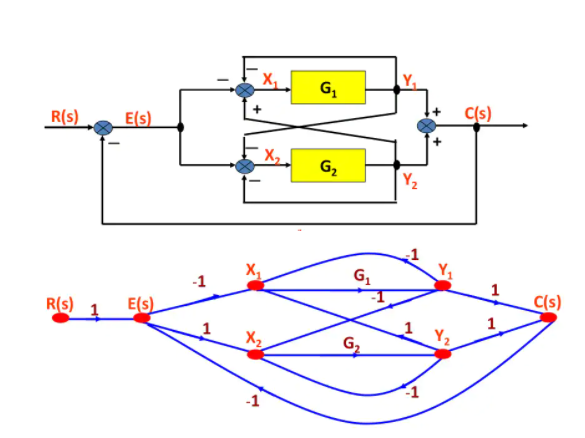 − − X₁ G₁ Y₁
R(s) E(s) + + C(s)
− − X₂ G₂ Y₂ +
−
X₁ -1 Y₁
-1 G₁ -1 1
R(s) 1 E(s) C(s)
1 X₂ 1 Y₂ 1
G₂
-1 -1